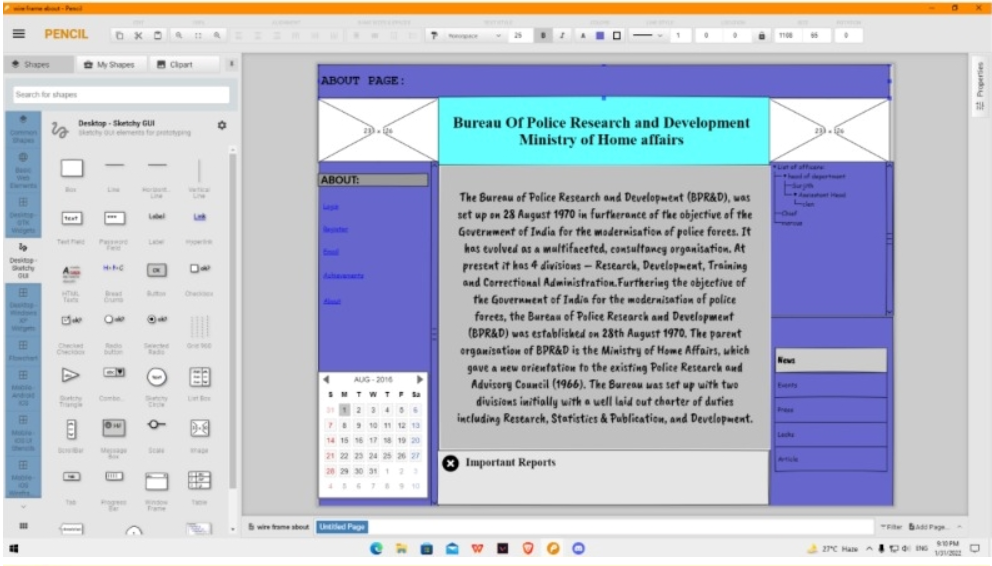 wire frame about - Pencil
PENCIL
25
1
0
0
1108
65
0
Shapes
My Shapes
Clipart
Properties
Search for shapes
Desktop - Sketchy GUI
Sketchy GUI elements for prototyping
Common Shapes
Basic Web Elements
Desktop - GTK Widgets
Desktop - Sketchy GUI
Desktop - Windows XP Widgets
Flowchart
Mobile - Android ICS
Mobile - iOS UI Stencils
Box
Line
Vertical Line
Text
Label
Link
Text Field
Password Field
Label
Hyperlink
OK
ok?
HTML Texts
Bread Crumb
Button
Checkbox
ok?
ok?
ok?
Checked Checkbox
Radio button
Selected Radio
Grid 960
Text
Sketchy Triangle
Combo...
Sketchy Circle
List Box
ScrollBar
Message Box
Scale
Image
Tab
Progress Bar
Window Frame
Table
ABOUT PAGE:
Bureau Of Police Research and Development
Ministry of Home affairs
ABOUT:
Login
Register
Email
Achievements
About
The Bureau of Police Research and Development (BPR&D), was
set up on 28 August 1970 in furtherance of the objective of the
Government of India for the modernisation of police forces. It
has evolved as a multifaceted, consultancy organisation. At
present it has 4 divisions – Research, Development, Training
and Correctional Administration.Furthering the objective of
the Government of India for the modernisation of police
forces, the Bureau of Police Research and Development
(BPR&D) was established on 28th August 1970. The parent
organisation of BPR&D is the Ministry of Home Affairs, which
gave a new orientation to the existing Police Research and
Advisory Council (1966). The Bureau was set up with two
divisions initially with a well laid out charter of duties
including Research, Statistics & Publication, and Development.
List of officers:
head of department
Surjith
Assessment Head
Chief
marcus
AUG - 2016
S M T W T F Sa
31 1 2 3 4 5 6
7 8 9 10 11 12 13
14 15 16 17 18 19 20
21 22 23 24 25 26 27
28 29 30 31 1 2 3
4 5 6 7 8 9 10
Important Reports
News
Events
Press
Article
wire frame about
Untitled Page
Filter
Add Page...
27°C Haze
ENG
9:10 PM
1/31/2022